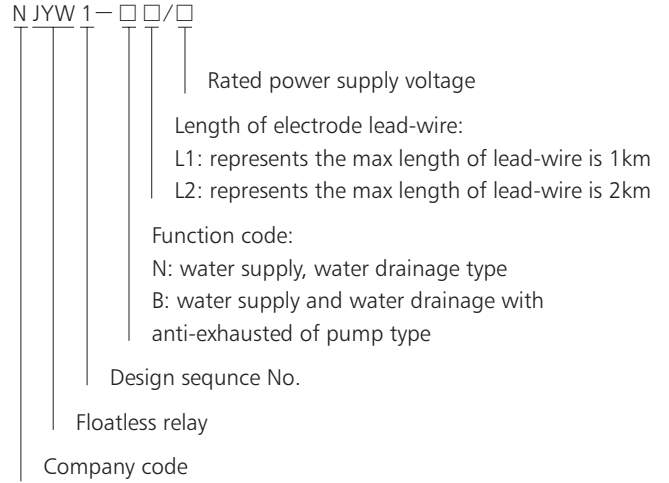 N JYW 1－□ □/□
Rated power supply voltage
Length of electrode lead-wire:
L1: represents the max length of lead-wire is 1km
L2: represents the max length of lead-wire is 2km
Function code:
N: water supply, water drainage type
B: water supply and water drainage with
anti-exhausted of pump type
Design sequnce No.
Floatless relay
Company code